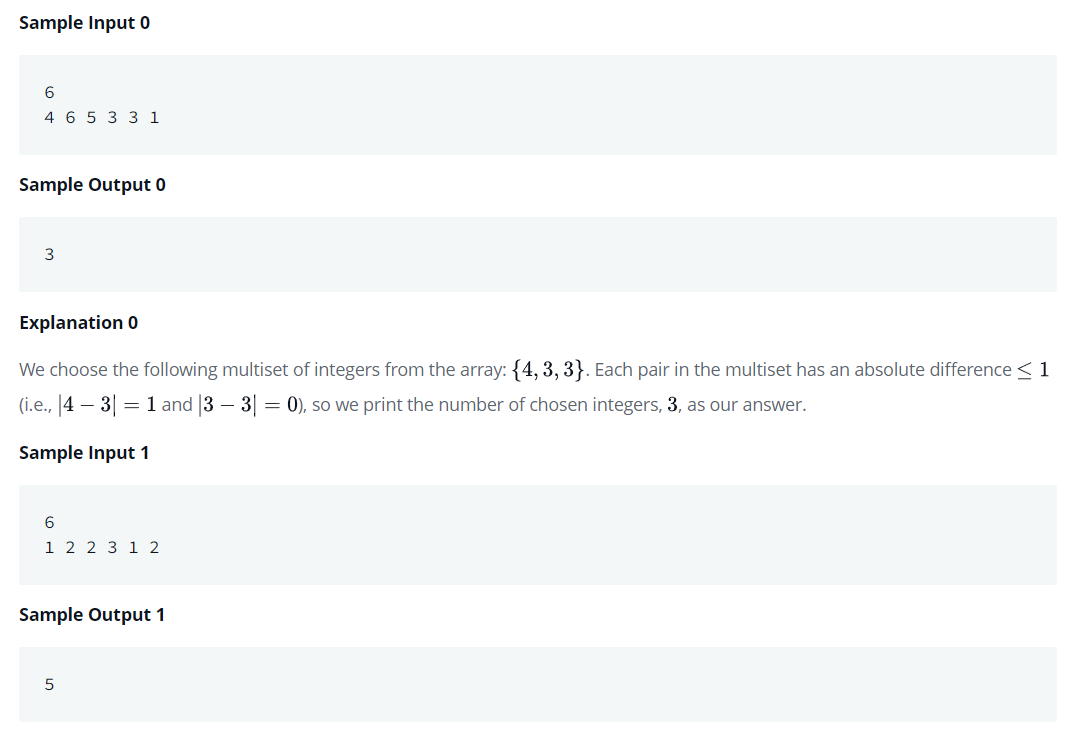 Sample Input 0
6
4 6 5 3 3 1
Sample Output 0
3
Explanation 0
We choose the following multiset of integers from the array: {4, 3, 3}. Each pair in the multiset has an absolute difference ≤ 1
(i.e., |4 − 3| = 1 and |3 − 3| = 0), so we print the number of chosen integers, 3, as our answer.
Sample Input 1
6
1 2 2 3 1 2
Sample Output 1
5